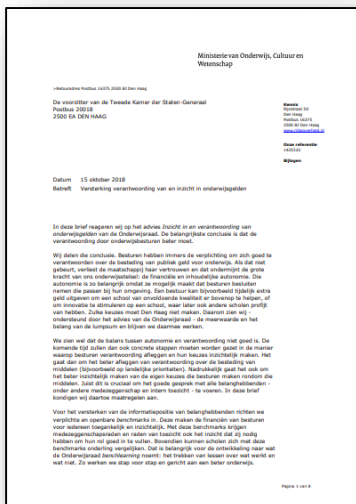 Ministerie van Onderwijs, Cultuur en
Wetenschap
>Retouradres Postbus 16375 2500 BJ Den Haag
De voorzitter van de Tweede Kamer der Staten-Generaal
Postbus 20018
2500 EA DEN HAAG
Kennis
Rijnstraat 50
Den Haag
Postbus 16375
2500 BJ Den Haag
www.rijksoverheid.nl
Onze referentie
Bijlagen
Datum 15 oktober 2018
Betreft Versterking verantwoording van en inzicht in onderwijsgelden
In deze brief reageren wij op het advies Inzicht in en verantwoording van
onderwijsgelden van de Onderwijsraad. De belangrijkste conclusie is dat de
verantwoording door onderwijsbesturen beter moet.
Wij delen de conclusie. Besturen hebben immers de verplichting om zich goed te
verantwoorden over de besteding van publiek geld voor onderwijs. Als dat niet
gebeurt, verliest de maatschappij haar vertrouwen en dat ondermijnt de grote
kracht van ons onderwijsstelsel: de financiële en inhoudelijke autonomie. Die
autonomie is zo belangrijk omdat ze mogelijk maakt dat besturen besluiten
nemen die passen bij hun omgeving. Een bestuur kan bijvoorbeeld tijdelijk extra
geld uitgeven om een school van onvoldoende kwaliteit er bovenop te helpen, of
om innovatie te stimuleren op een school, waar later ook andere scholen profijt
van hebben. Zulke keuzes moet Den Haag niet maken. Daarom zien wij -
ondersteund door het advies van de Onderwijsraad - de meerwaarde en het
belang van de lumpsum en blijven we daarmee werken.
Wij zien wel dat de balans tussen autonomie en verantwoording niet goed is. De
komende tijd zullen dan ook concrete stappen moeten worden gezet in de manier
waarop besturen verantwoording afleggen en hun keuzes inzichtelijk maken. Het
gaat dan om het beter afleggen van verantwoording over de besteding van
middelen (bijvoorbeeld op landelijke prioriteiten). Nadrukkelijk gaat het ook om
het beter inzichtelijk maken van de eigen keuzes die besturen maken rondom die
middelen. Juist dit is cruciaal om het goede gesprek met alle belanghebbenden -
onder andere medezeggenschap en intern toezicht - te voeren. In deze brief
kondigen wij daartoe maatregelen aan.
Voor het versterken van de informatiepositie van belanghebbenden richten we
verplichte en openbare benchmarks in. Deze maken de financiën van besturen
voor iedereen toegankelijk en inzichtelijk. Met deze benchmarks krijgen
medezeggenschapsraden en raden van toezicht ook het inzicht dat zij nodig
hebben om hun rol goed in te vullen. Bovendien kunnen scholen zich met deze
benchmarks onderling vergelijken. Dat is belangrijk voor de ontwikkeling naar wat
de Onderwijsraad benchlearning noemt: het trekken van lessen over wat werkt en
wat niet. Zo werken we stap voor stap en gericht aan een beter onderwijs.
Pagina 1 van 8